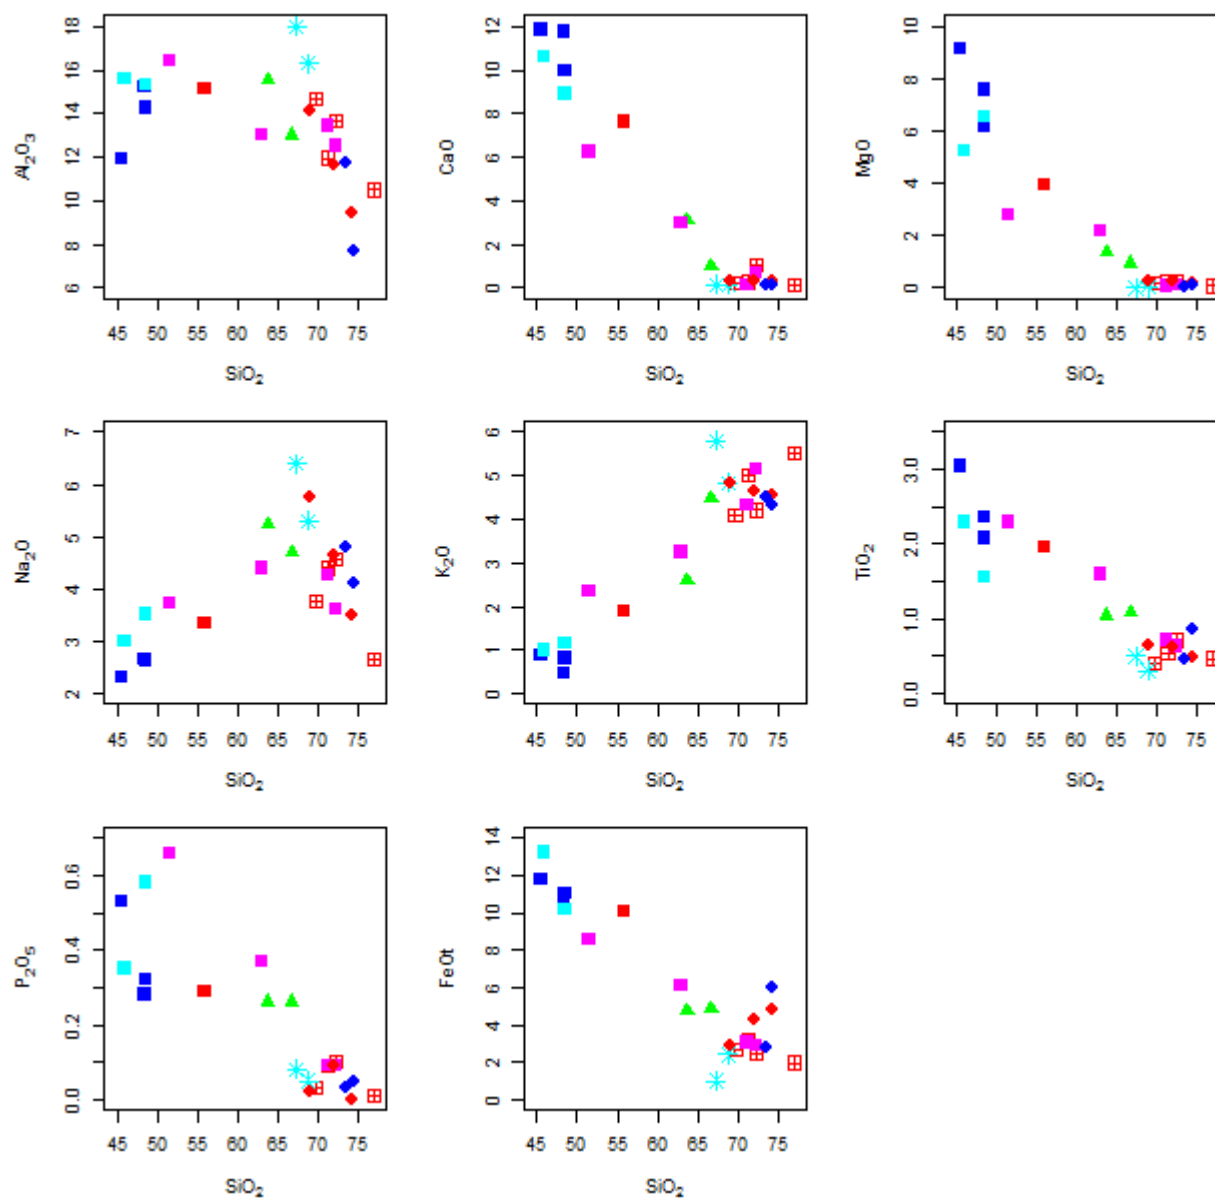 Al₂O₃
6 8 10 12 14 16 18
45 50 55 60 65 70 75
SiO₂
CaO
0 2 4 6 8 10 12
45 50 55 60 65 70 75
SiO₂
MgO
0 2 4 6 8 10
45 50 55 60 65 70 75
SiO₂
Na₂O
2 3 4 5 6 7
45 50 55 60 65 70 75
SiO₂
K₂O
0 1 2 3 4 5 6
45 50 55 60 65 70 75
SiO₂
TiO₂
0.0 1.0 2.0 3.0
45 50 55 60 65 70 75
SiO₂
P₂O₅
0.0 0.2 0.4 0.6
45 50 55 60 65 70 75
SiO₂
FeOt
0 2 4 6 8 10 12 14
45 50 55 60 65 70 75
SiO₂